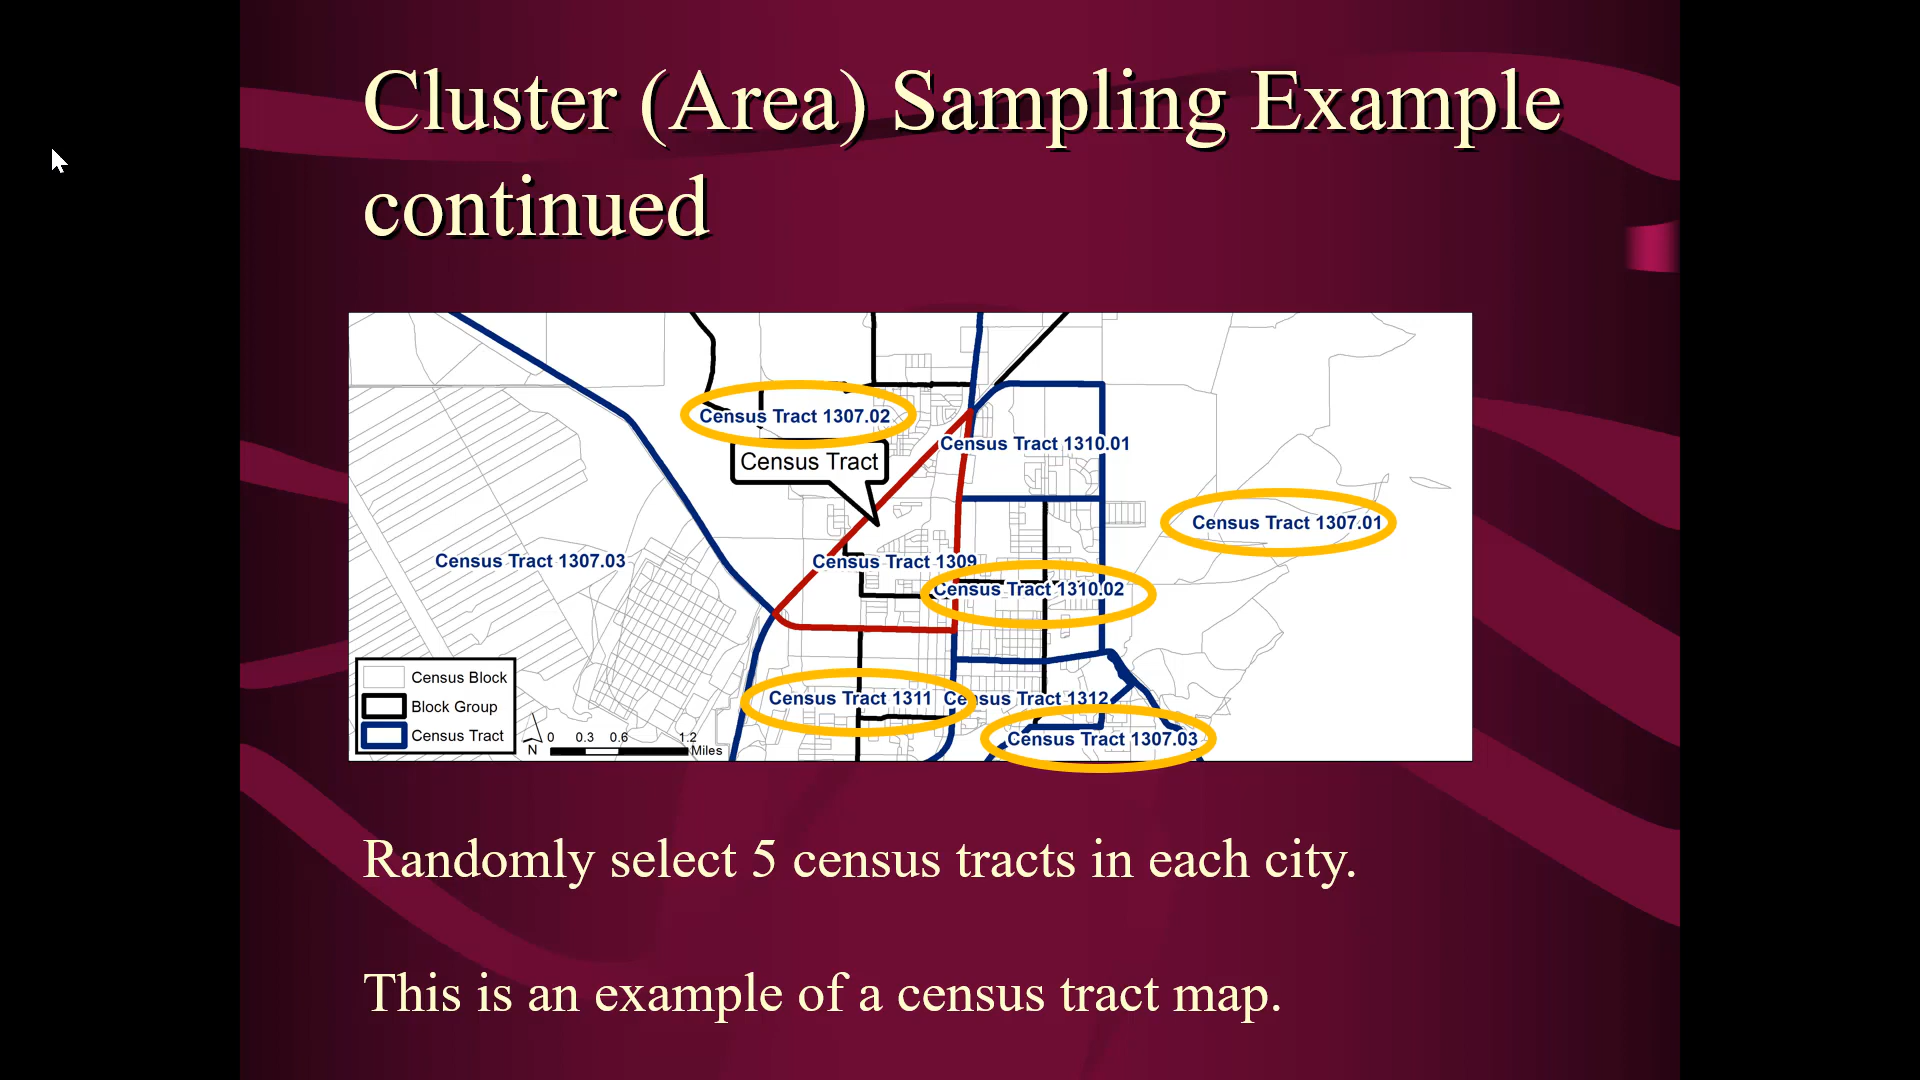 Cluster (Area) Sampling Example
continued
Census Tract 1307.02
Census Tract 1310.01
Census Tract
Census Tract 1307.01
Census Tract 1307.03
Census Tract 1309
Census Tract 1310.02
Census Tract 1311
Census Tract 1312
Census Tract 1307.03
Census Block
Block Group
Census Tract
N
0 0.3 0.6 1.2
Miles
Randomly select 5 census tracts in each city.
This is an example of a census tract map.